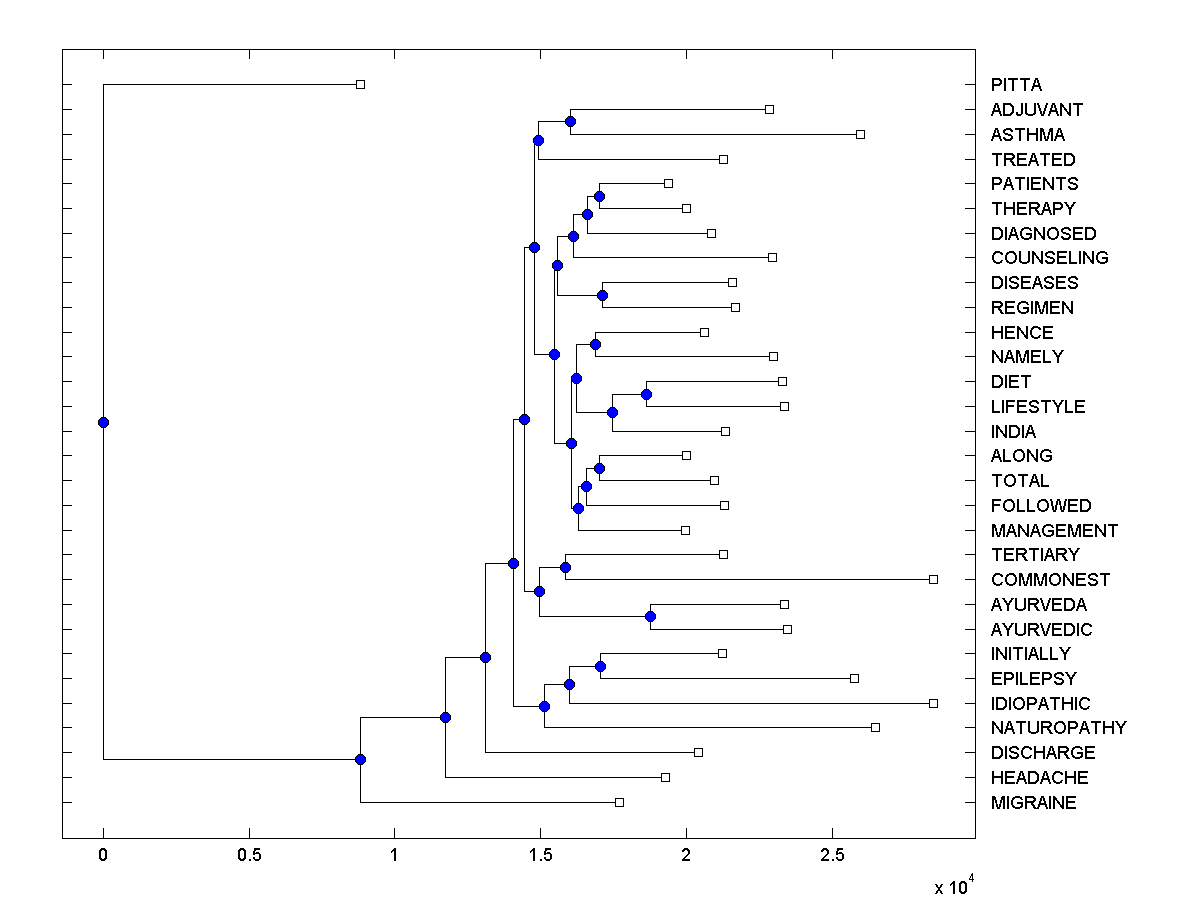 PITTA
ADJUVANT
ASTHMA
TREATED
PATIENTS
THERAPY
DIAGNOSED
COUNSELING
DISEASES
REGIMEN
HENCE
NAMELY
DIET
LIFESTYLE
INDIA
ALONG
TOTAL
FOLLOWED
MANAGEMENT
TERTIARY
COMMONEST
AYURVEDA
AYURVEDIC
INITIALLY
EPILEPSY
IDIOPATHIC
NATUROPATHY
DISCHARGE
HEADACHE
MIGRAINE
0 0.5 1 1.5 2 2.5
x 10^4